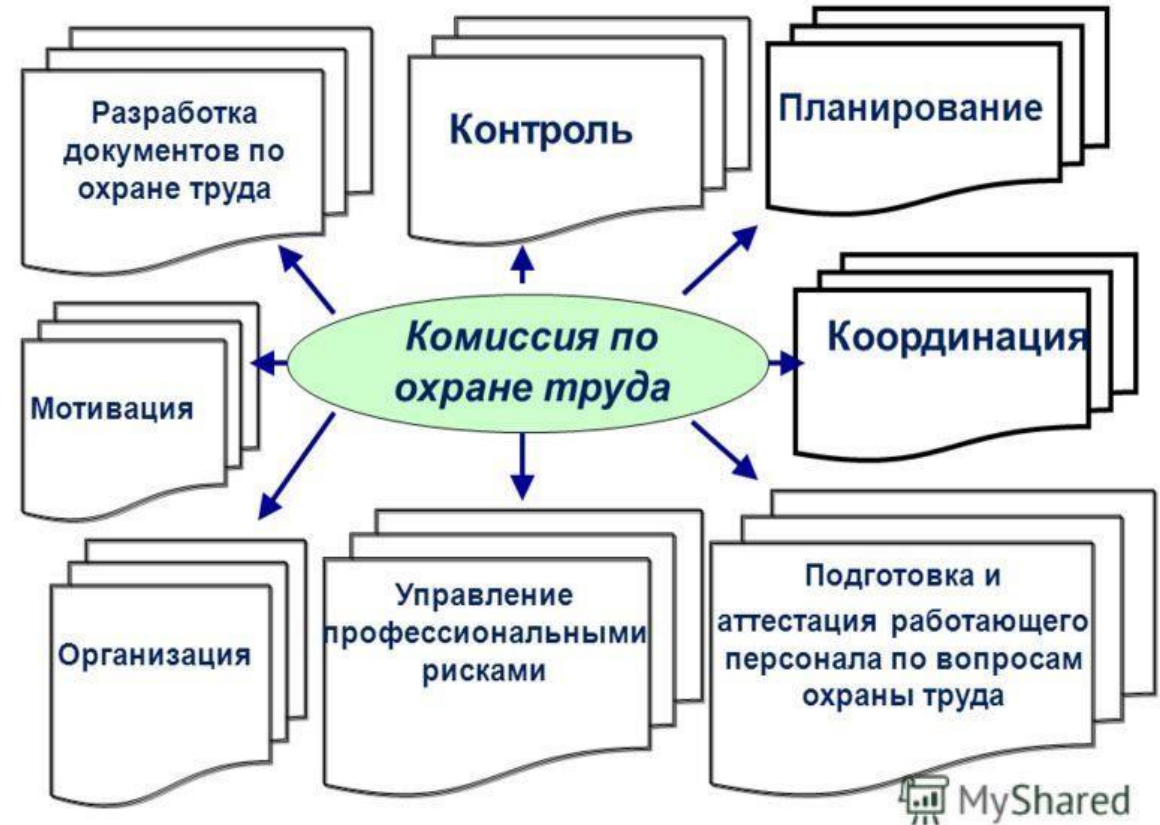 Разработка
документов по
охране труда
Контроль
Планирование
Мотивация
Комиссия по
охране труда
Координация
Организация
Управление
профессиональными
рисками
Подготовка и
аттестация работающего
персонала по вопросам
охраны труда
MyShared